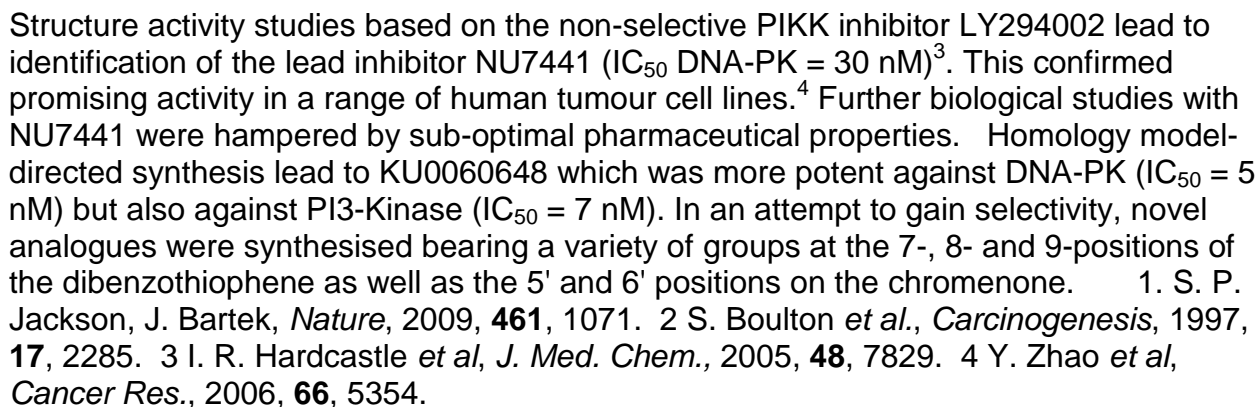 Structure activity studies based on the non-selective PIKK inhibitor LY294002 lead to
identification of the lead inhibitor NU7441 (IC50 DNA-PK = 30 nM)3. This confirmed
promising activity in a range of human tumour cell lines.4 Further biological studies with
NU7441 were hampered by sub-optimal pharmaceutical properties. Homology model-
directed synthesis lead to KU0060648 which was more potent against DNA-PK (IC50 = 5
nM) but also against PI3-Kinase (IC50 = 7 nM). In an attempt to gain selectivity, novel
analogues were synthesised bearing a variety of groups at the 7-, 8- and 9-positions of
the dibenzothiophene as well as the 5' and 6' positions on the chromenone. 1. S. P.
Jackson, J. Bartek, Nature, 2009, 461, 1071. 2 S. Boulton et al., Carcinogenesis, 1997,
17, 2285. 3 I. R. Hardcastle et al, J. Med. Chem., 2005, 48, 7829. 4 Y. Zhao et al,
Cancer Res., 2006, 66, 5354.